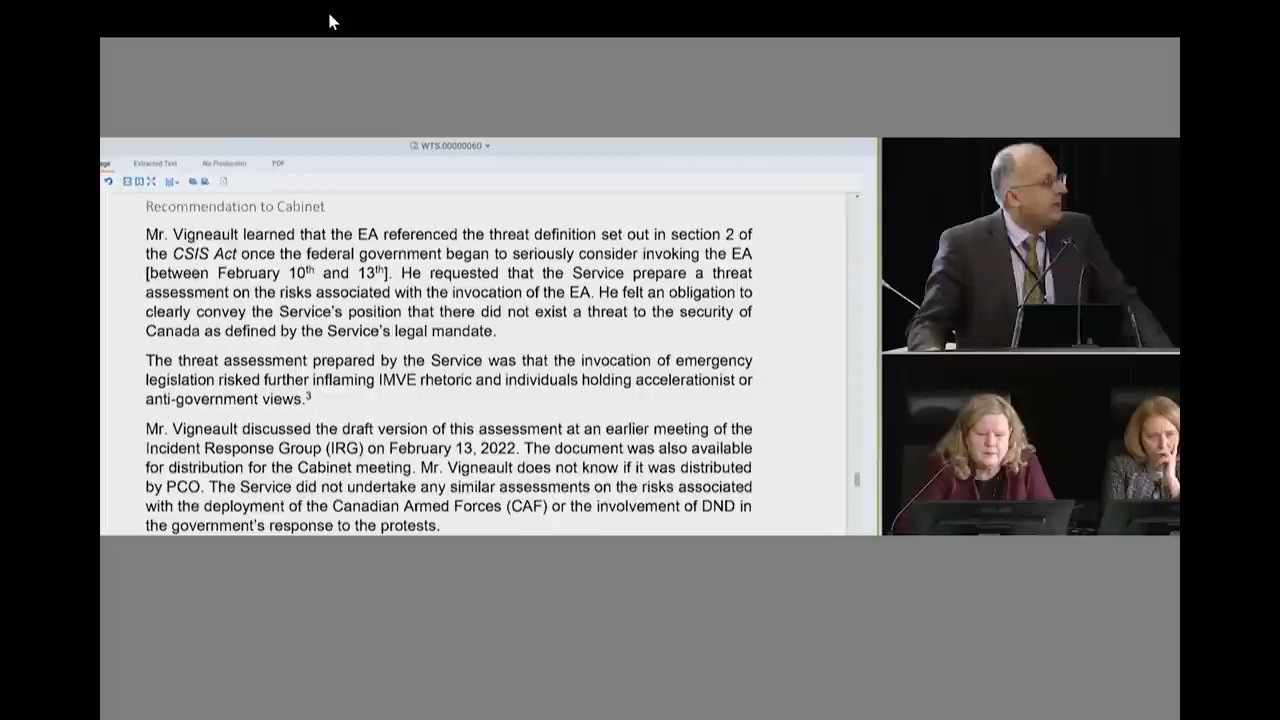 WTS.00000060
Extracted Text No Production PDF
Recommendation to Cabinet
Mr. Vigneault learned that the EA referenced the threat definition set out in section 2 of
the CSIS Act once the federal government began to seriously consider invoking the EA
[between February 10th and 13th]. He requested that the Service prepare a threat
assessment on the risks associated with the invocation of the EA. He felt an obligation to
clearly convey the Service's position that there did not exist a threat to the security of
Canada as defined by the Service's legal mandate.
The threat assessment prepared by the Service was that the invocation of emergency
legislation risked further inflaming IMVE rhetoric and individuals holding accelerationist or
anti-government views.3
Mr. Vigneault discussed the draft version of this assessment at an earlier meeting of the
Incident Response Group (IRG) on February 13, 2022. The document was also available
for distribution for the Cabinet meeting. Mr. Vigneault does not know if it was distributed
by PCO. The Service did not undertake any similar assessments on the risks associated
with the deployment of the Canadian Armed Forces (CAF) or the involvement of DND in
the government's response to the protests.